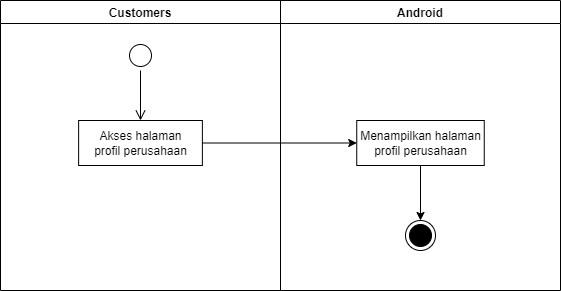 Customers
Android
Akses halaman
profil perusahaan
Menampilkan halaman
profil perusahaan